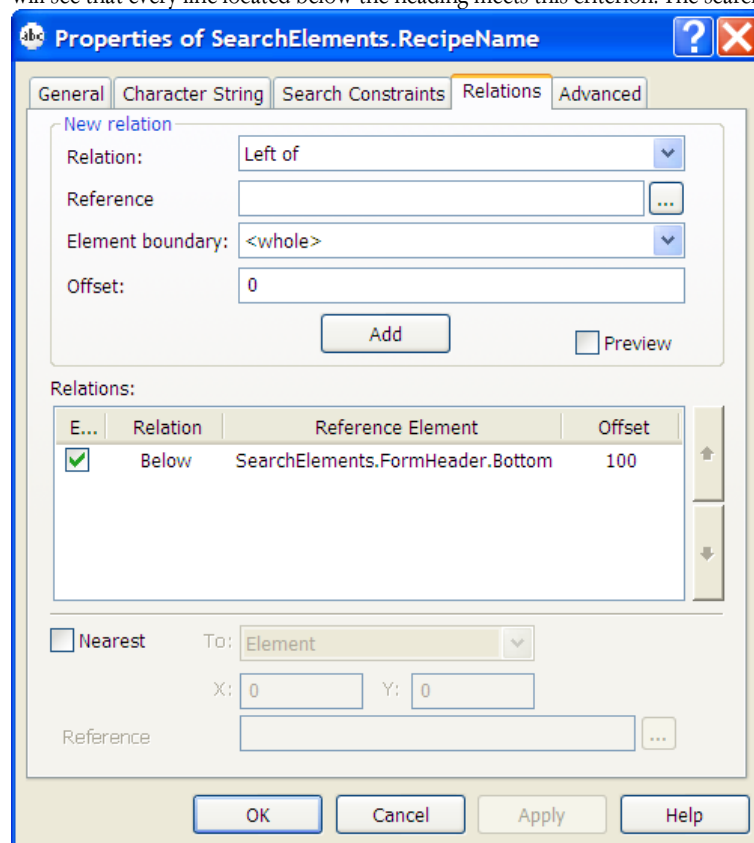 will see that every line located below the heading meets this criterion. The search
abc Properties of SearchElements.RecipeName ?
General Character String Search Constraints Relations Advanced
New relation
Relation: Left of
Reference ...
Element boundary: <whole>
Offset: 0
Add Preview
Relations:
E... Relation Reference Element Offset
Below SearchElements.FormHeader.Bottom 100
Nearest To: Element
X: 0 Y: 0
Reference ...
OK Cancel Apply Help